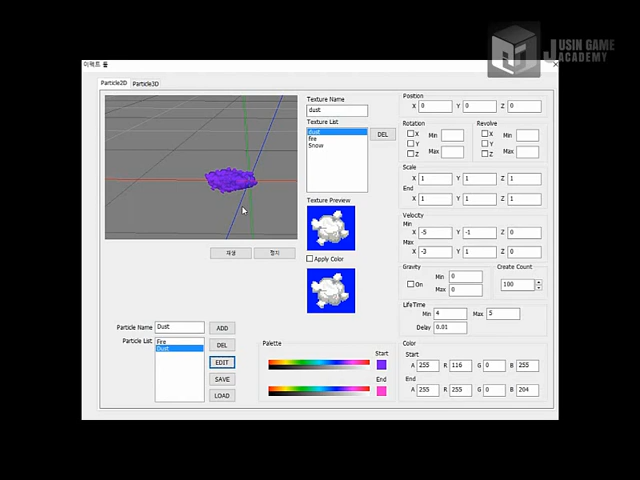 JUSIN GAME
ACADEMY
이펙트 툴
Particle2D
Particle3D
Texture Name
dust
Texture List
dust
fire
Snow
DEL
Texture Preview
Apply Color
재생
정지
Particle Name
Dust
ADD
Particle List
Fire
Dust
DEL
EDIT
SAVE
LOAD
Palette
Start
End
Position
X 0 Y 0 Z 0
Rotation
X Min
Y
Z Max
Revolve
X Min
Y
Z Max
Scale
X 1 Y 1 Z 1
End
X 1 Y 1 Z 1
Velocity
Min
X -5 Y -1 Z 0
Max
X -3 Y 1 Z 0
Gravity
On
Min 0
Max 0
Create Count
100
LifeTime
Min 4 Max 5
Delay 0.01
Color
Start
A 255 R 116 G 0 B 255
End
A 255 R 255 G 0 B 204